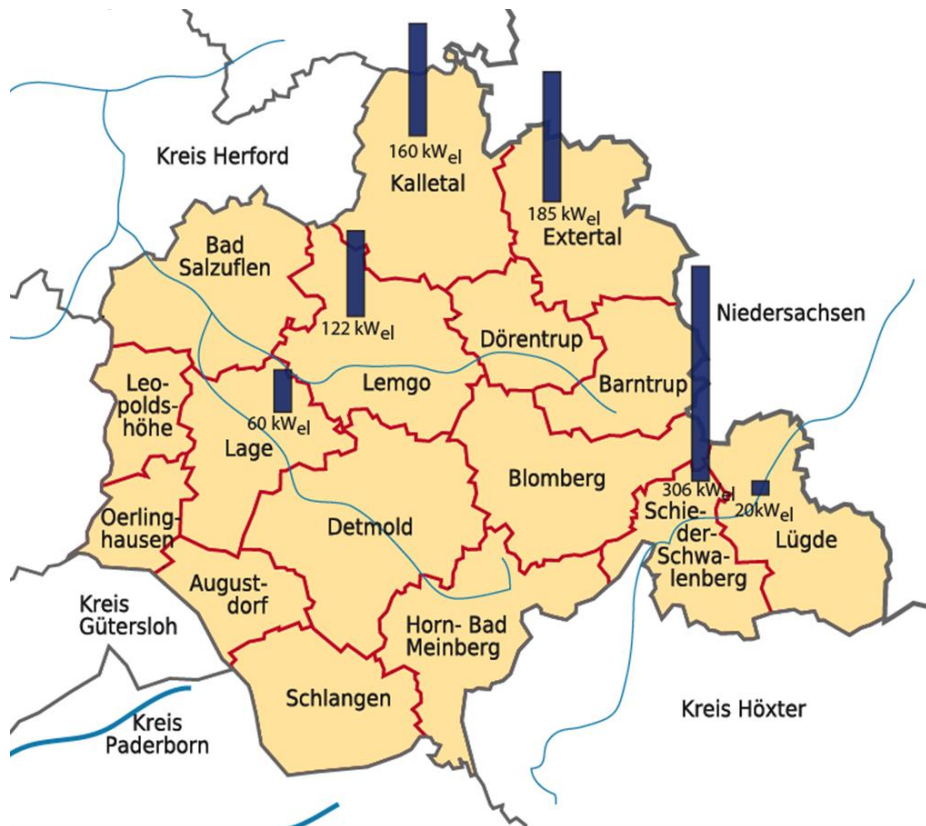 160 kWel
Kreis Herford
Kalletal
185 kWel
Extertal
Bad
Salzuflen
Niedersachsen
122 kWel
Dörentrup
Leo-
polds-
höhe
Lemgo
Barntrup
60 kWel
Lage
Blomberg
306 kWel
20kWel
Oerling-
hausen
Detmold
Schie-
der-
Schwa-
lenberg
Lügde
August-
dorf
Kreis
Gütersloh
Horn- Bad
Meinberg
Schlangen
Kreis Höxter
Kreis
Paderborn